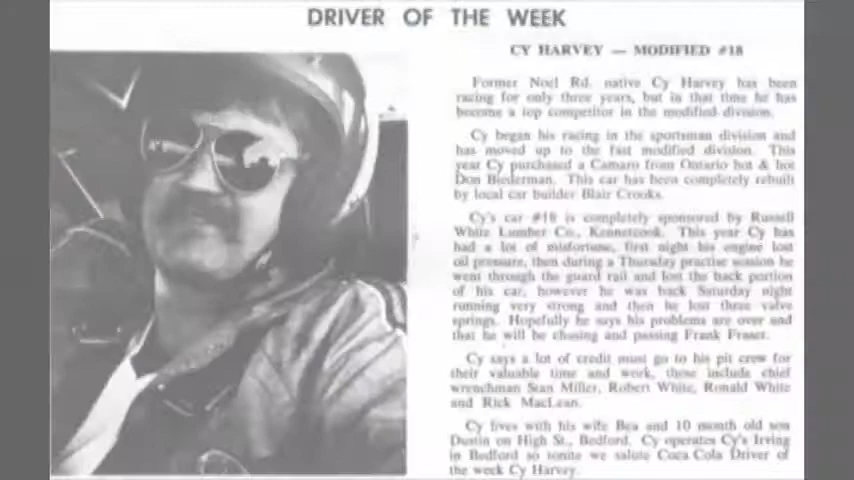 DRIVER OF THE WEEK
CY HARVEY — MODIFIED #18
Former Noel Rd. native Cy Harvey has been
racing for only three years, but in that time he has
become a top competitor in the modified division.
Cy began his racing in the sportsman division and
has moved up to the fast modified division. This
year Cy purchased a Camaro from Ontario hot & hot
Don Biederman. This car has been completely rebuilt
by local car builder Blair Crooks.
Cy's car #18 is completely sponsored by Russell
White Lumber Co., Kennetcook. This year Cy has
had a lot of misfortune, first night his engine lost
oil pressure, then during a Thursday practise session he
went through the guard rail and lost the back portion
of his car, however he was back Saturday night
running very strong and then he lost three valve
springs. Hopefully he says his problems are over and
that he will be chasing and passing Frank Fraser.
Cy says a lot of credit must go to his pit crew for
their valuable time and work, these include chief
wrenchman Stan Miller, Robert White, Ronald White
and Rick MacLean.
Cy lives with his wife Bea and 10 month old son
Dustin on High St., Bedford. Cy operates Cy's Irving
in Bedford so tonite we salute Coca Cola Driver of
the week Cy Harvey.